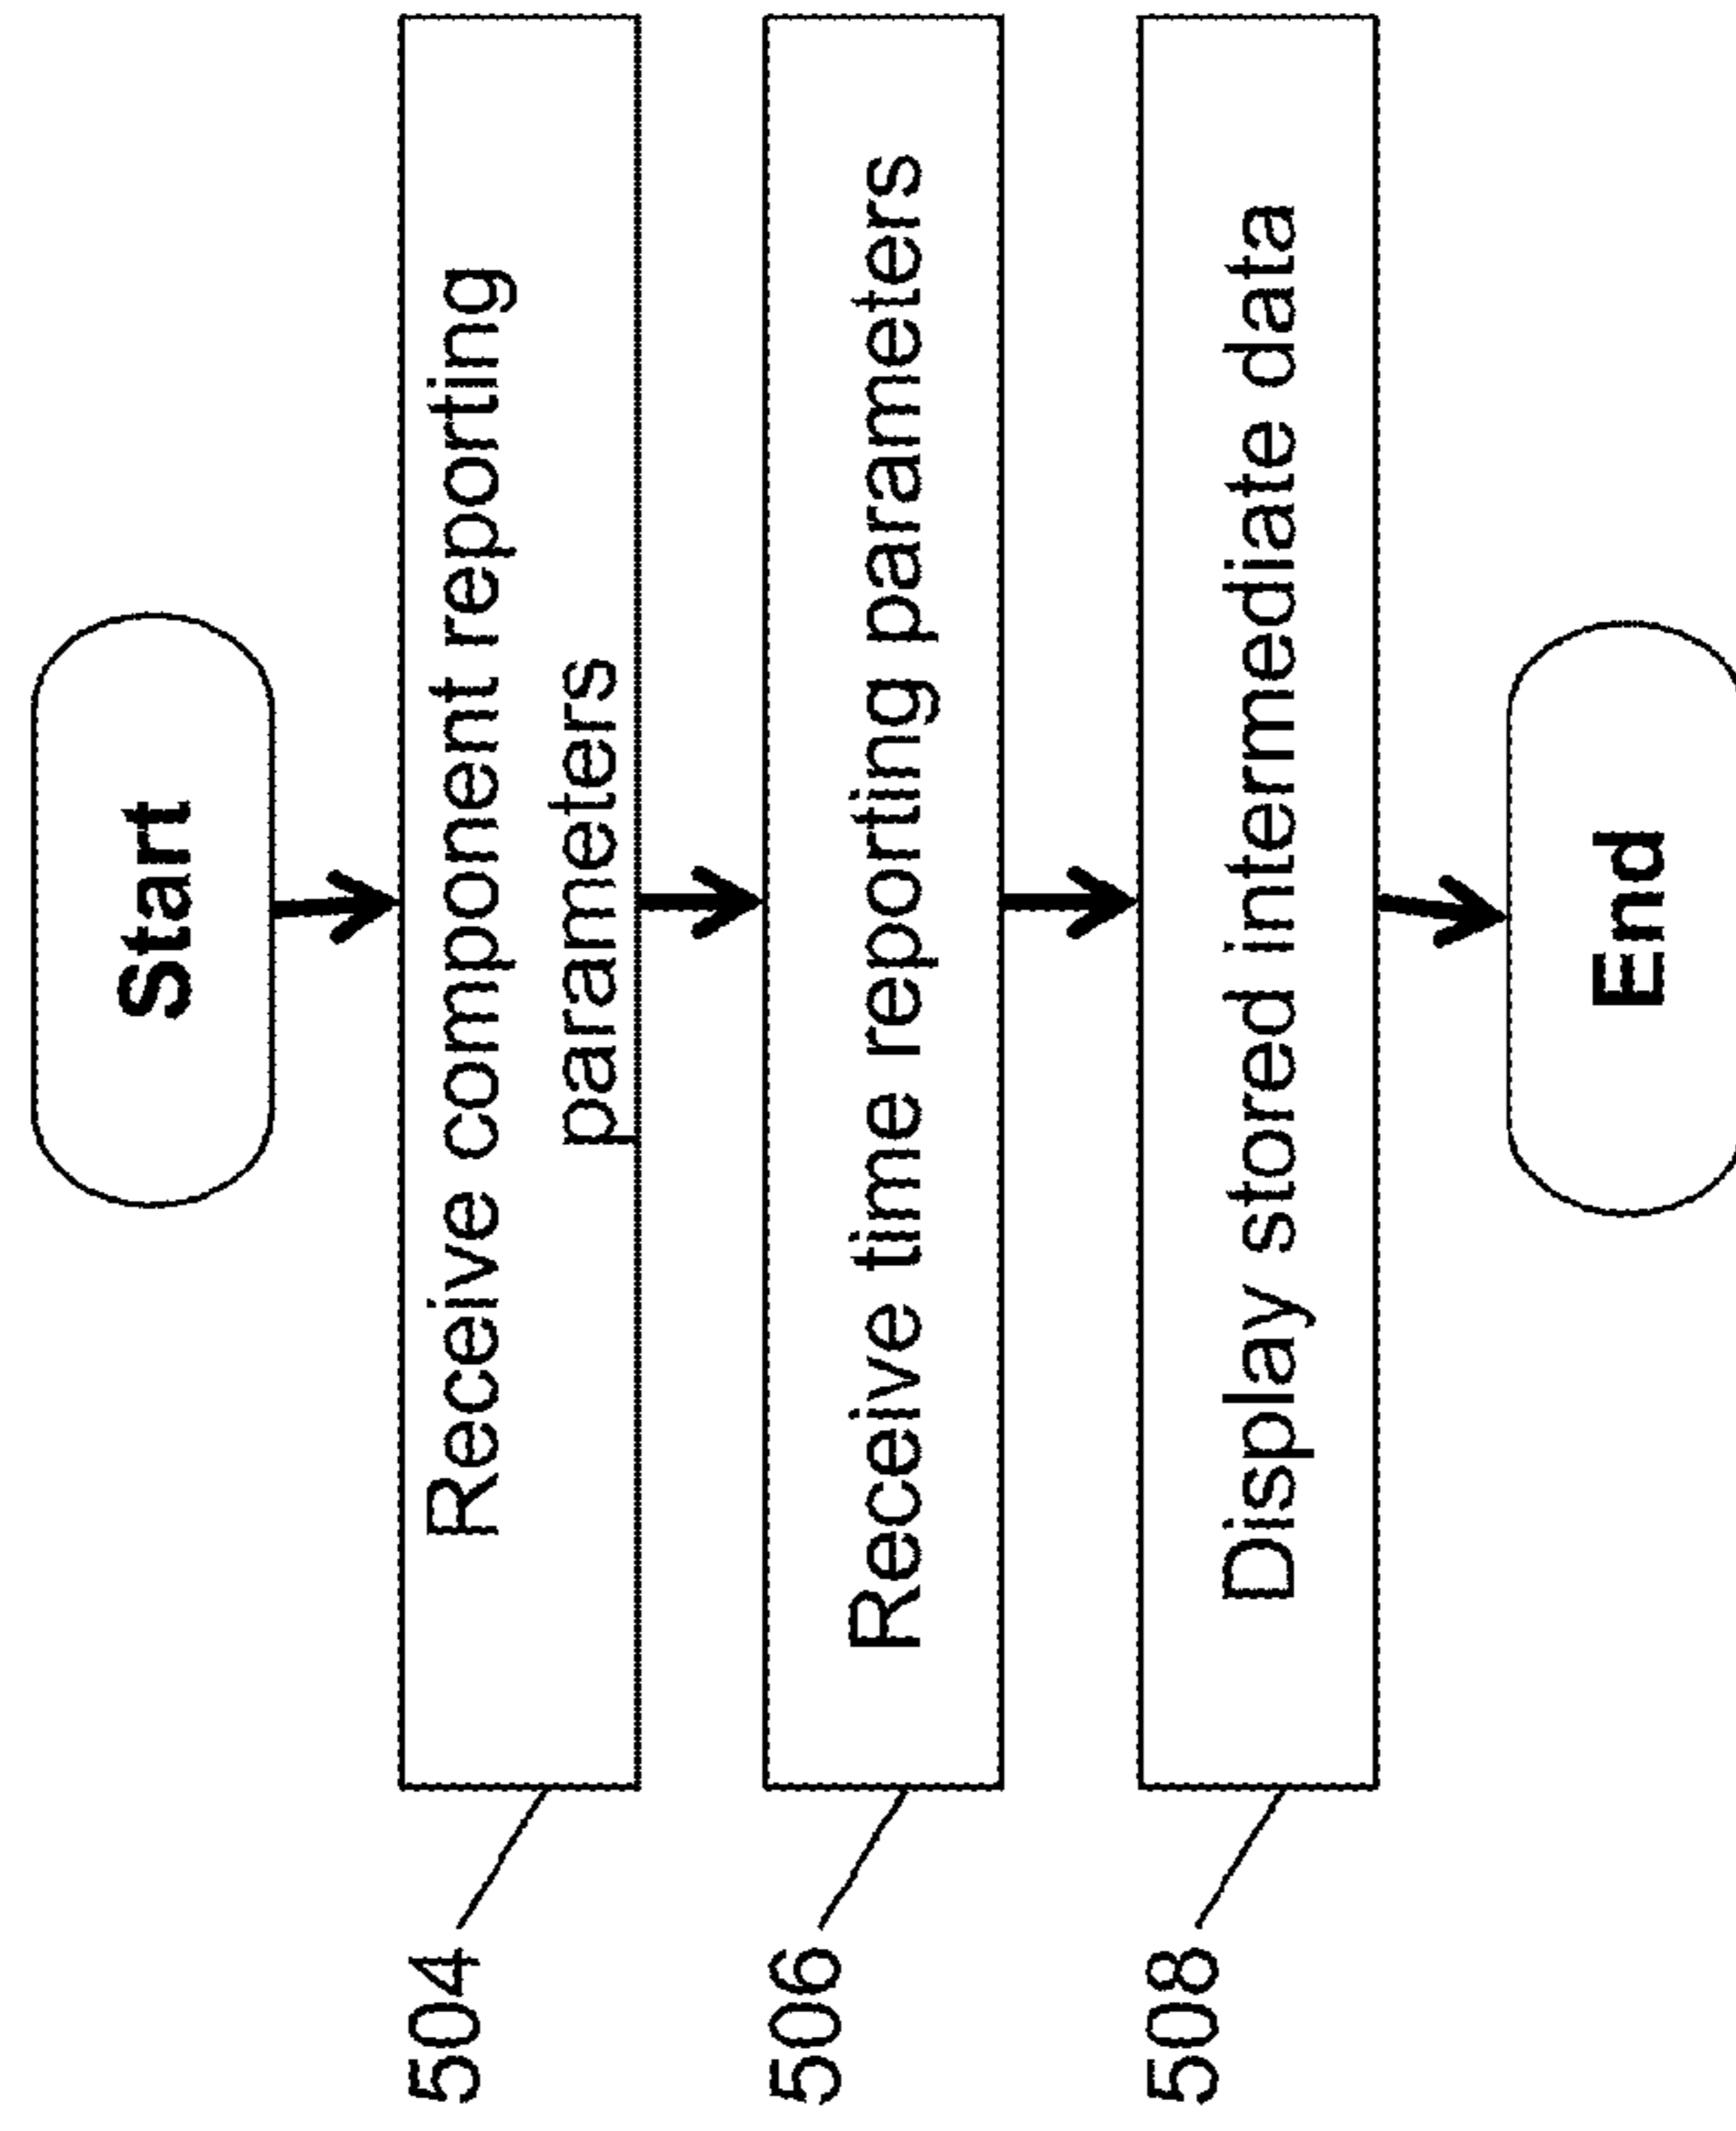 Start
Receive component reporting
parameters
504
Receive time reporting parameters
506
Display stored intermediate data
508
End